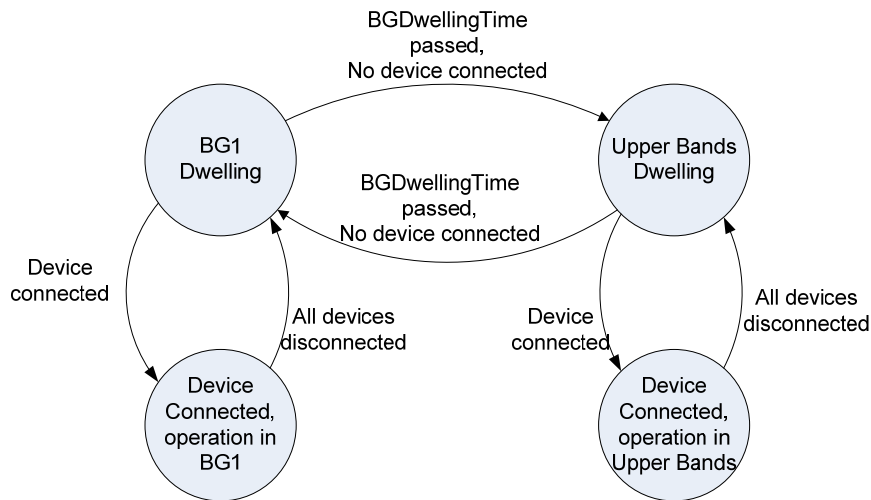 BGDwellingTime
passed,
No device connected
BG1
Dwelling
Upper Bands
Dwelling
BGDwellingTime
passed,
No device connected
Device
connected
All devices
disconnected
Device
connected
All devices
disconnected
Device
Connected,
operation in
BG1
Device
Connected,
operation in
Upper Bands